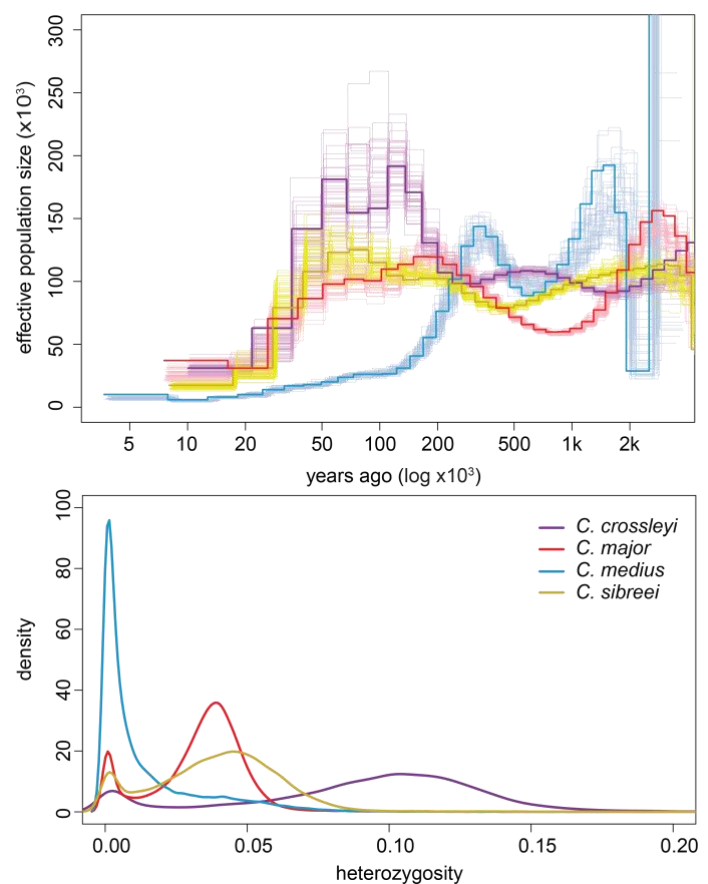 300
250
200
150
100
50
0
effective population size (x10³)
5 10 20 50 100 200 500 1k 2k
years ago (log x10³)
100
80
60
40
20
0
density
C. crossleyi
C. major
C. medius
C. sibreei
0.00 0.05 0.10 0.15 0.20
heterozygosity